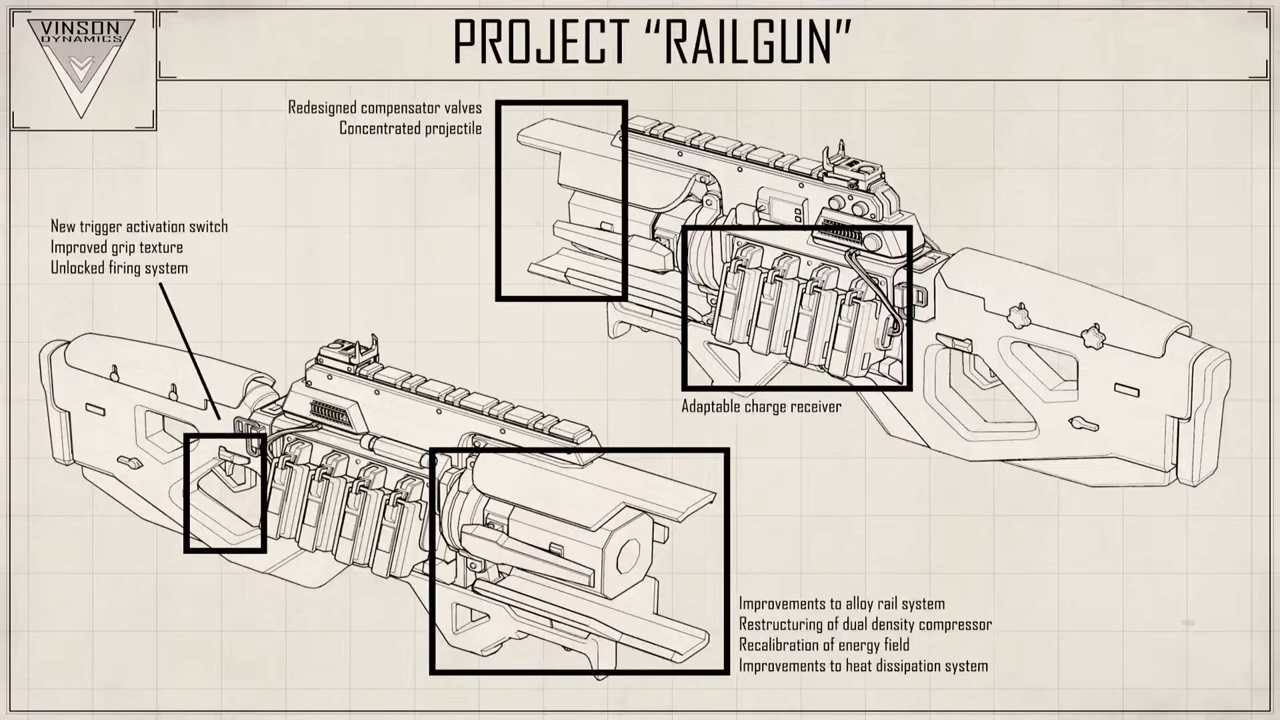 VINSON
DYNAMICS
PROJECT “RAILGUN”
Redesigned compensator valves
Concentrated projectile
New trigger activation switch
Improved grip texture
Unlocked firing system
Adaptable charge receiver
Improvements to alloy rail system
Restructuring of dual density compressor
Recalibration of energy field
Improvements to heat dissipation system